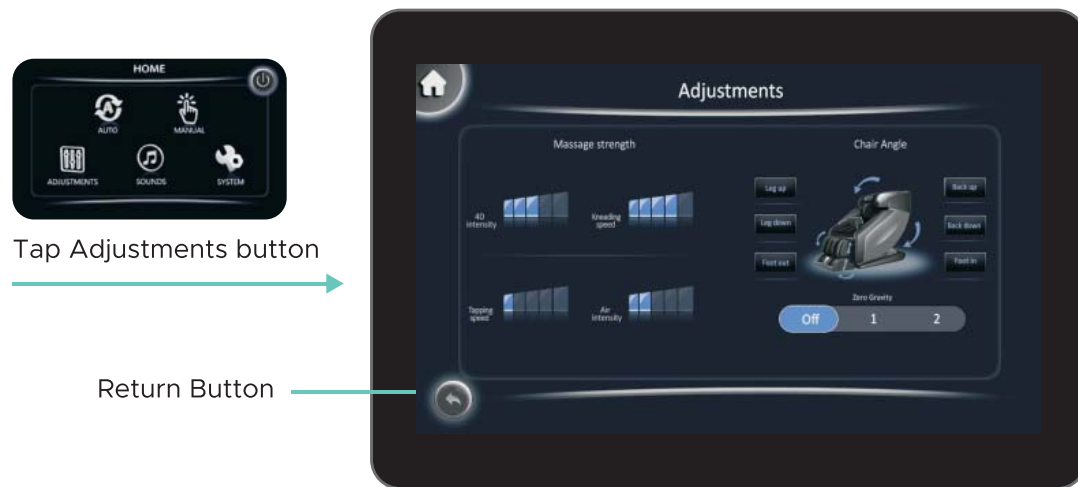 HOME
AUTO
MANUAL
ADJUSTMENTS
SOUNDS
SYSTEM
Tap Adjustments button
Return Button
Adjustments
Massage strength
4D
intensity
Kneading
speed
Tapping
speed
Air
intensity
Chair Angle
Leg up
Back up
Leg down
Back down
Foot out
Foot in
Zero Gravity
Off 1 2